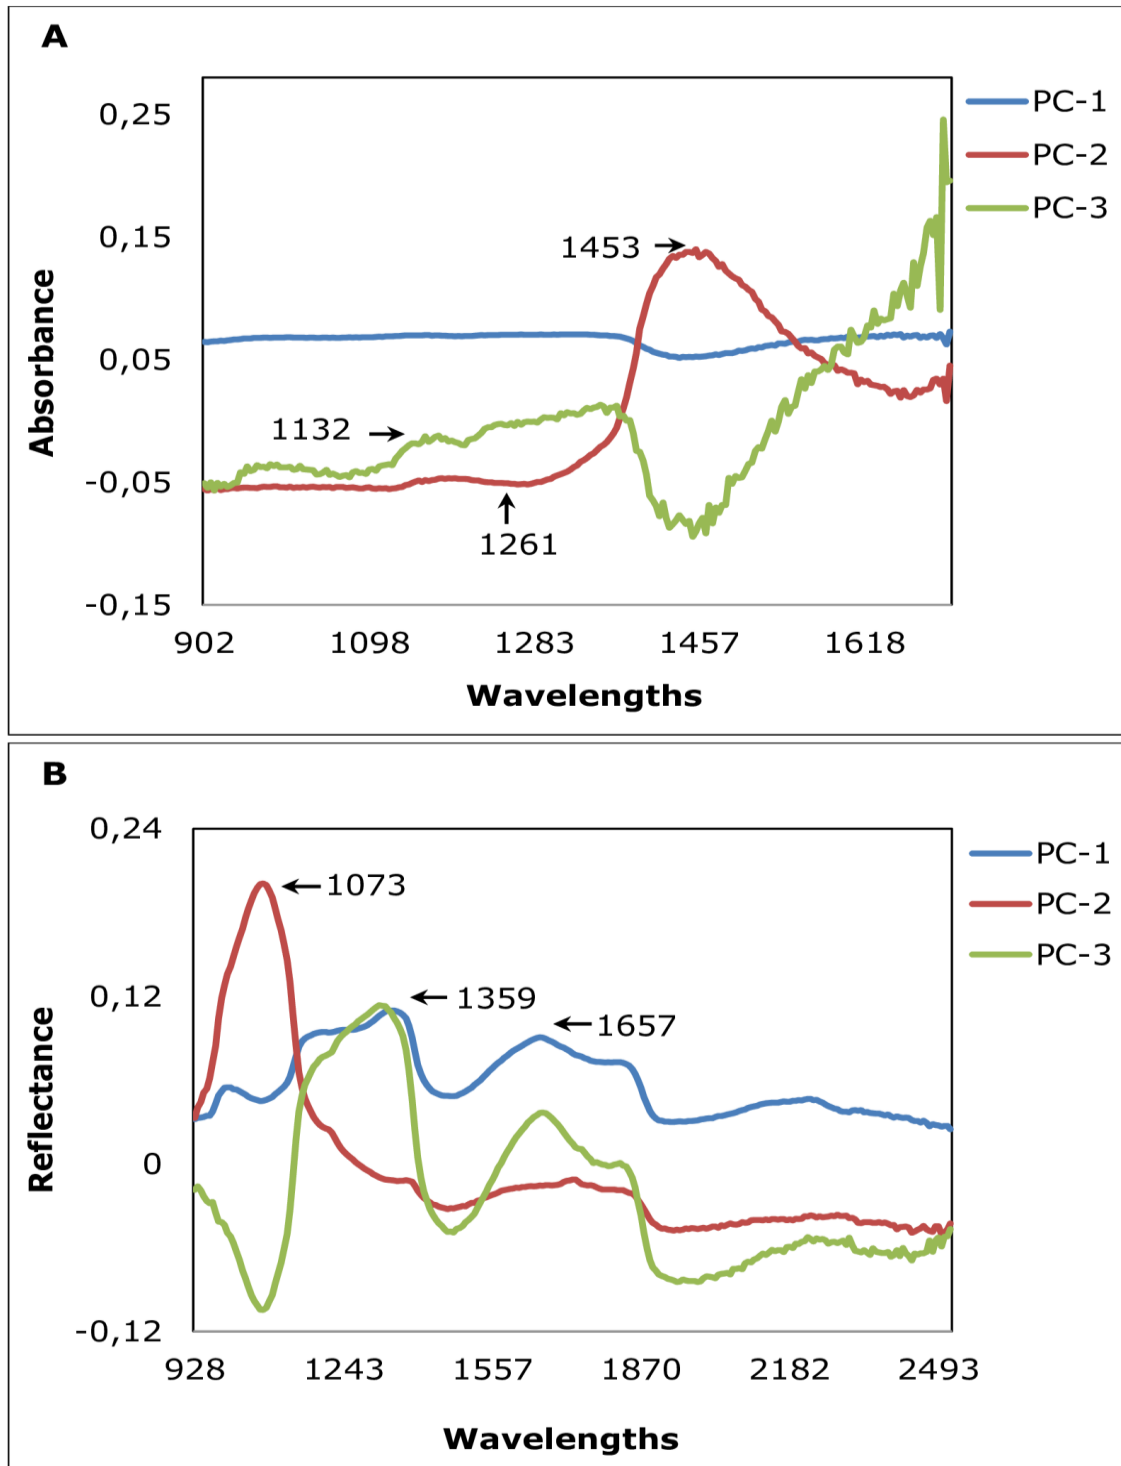 A
Absorbance
0,25
0,15
0,05
-0,05
-0,15
1453
1132
1261
PC-1
PC-2
PC-3
902 1098 1283 1457 1618
Wavelengths
B
Reflectance
0,24
0,12
0
-0,12
1073
1359
1657
PC-1
PC-2
PC-3
928 1243 1557 1870 2182 2493
Wavelengths